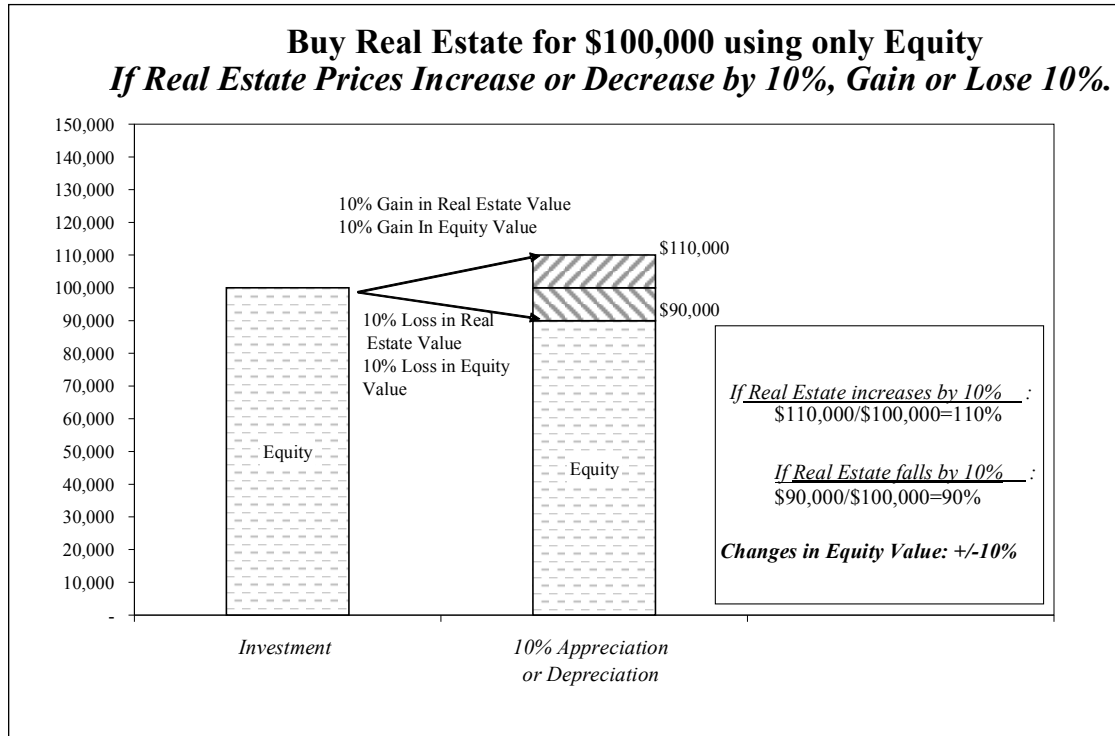 Buy Real Estate for $100,000 using only Equity
If Real Estate Prices Increase or Decrease by 10%, Gain or Lose 10%.
150,000
140,000
130,000
120,000
110,000
100,000
90,000
80,000
70,000
60,000
50,000
40,000
30,000
20,000
10,000
-
10% Gain in Real Estate Value
10% Gain In Equity Value
$110,000
$90,000
10% Loss in Real
Estate Value
10% Loss in Equity
Value
Equity
Equity
If Real Estate increases by 10% :
$110,000/$100,000=110%
If Real Estate falls by 10% :
$90,000/$100,000=90%
Changes in Equity Value: +/-10%
Investment
10% Appreciation
or Depreciation